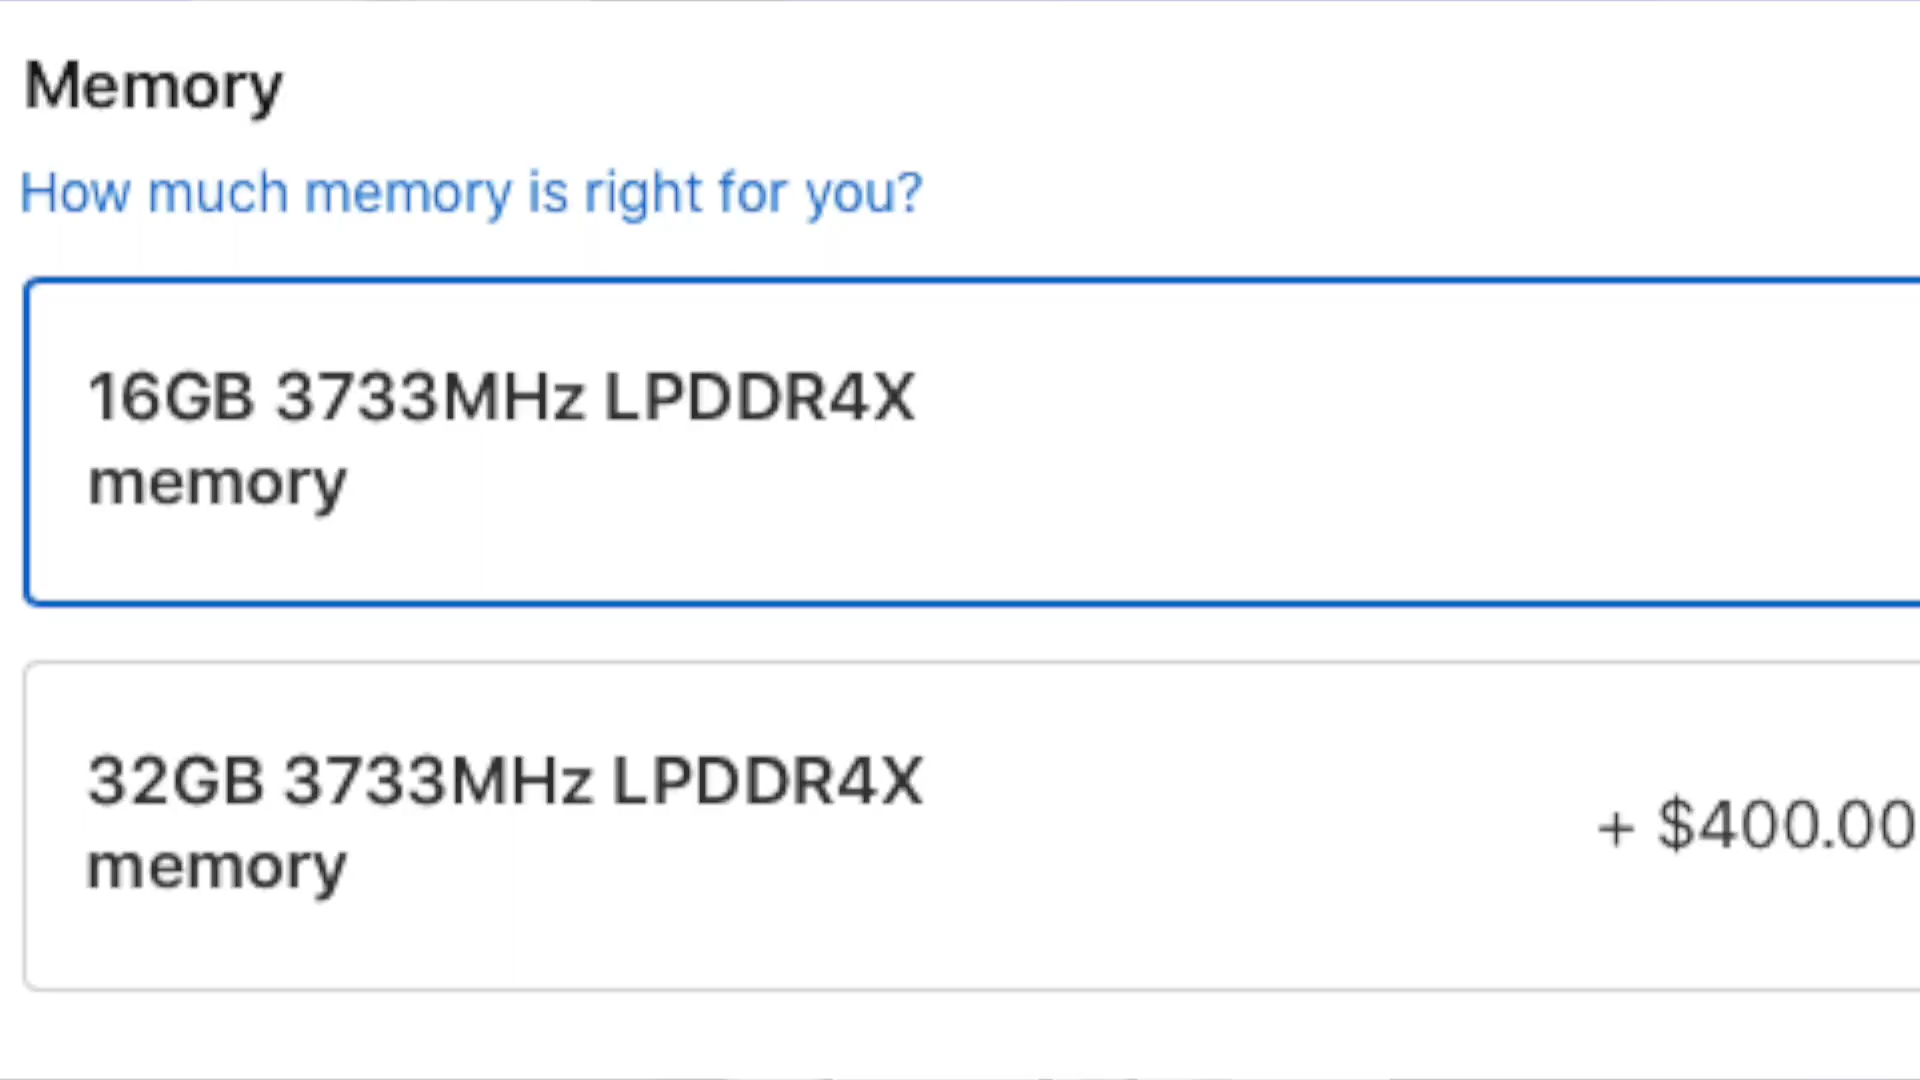 Memory
How much memory is right for you?
16GB 3733MHz LPDDR4X
memory
32GB 3733MHz LPDDR4X
memory
+ $400.00